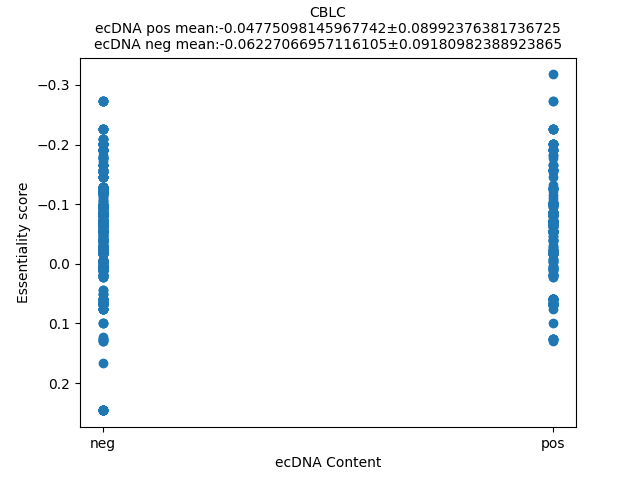 CBLC
ecDNA pos mean:-0.04775098145967742±0.08992376381736725
ecDNA neg mean:-0.06227066957116105±0.09180982388923865
−0.3
−0.2
−0.1
0.0
0.1
0.2
Essentiality score
neg
pos
ecDNA Content